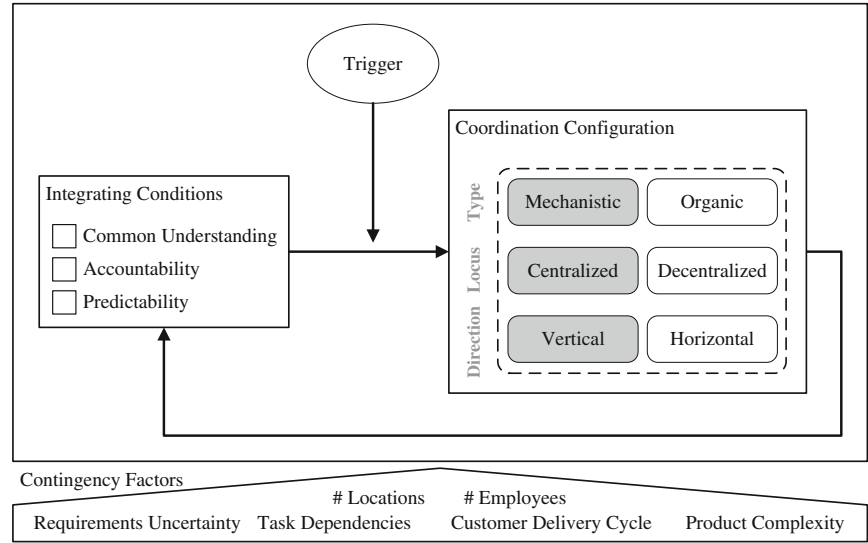 Trigger
Coordination Configuration
Integrating Conditions
Common Understanding
Accountability
Predictability
Type
Mechanistic
Organic
Locus
Centralized
Decentralized
Direction
Vertical
Horizontal
Contingency Factors
# Locations # Employees
Requirements Uncertainty Task Dependencies Customer Delivery Cycle Product Complexity